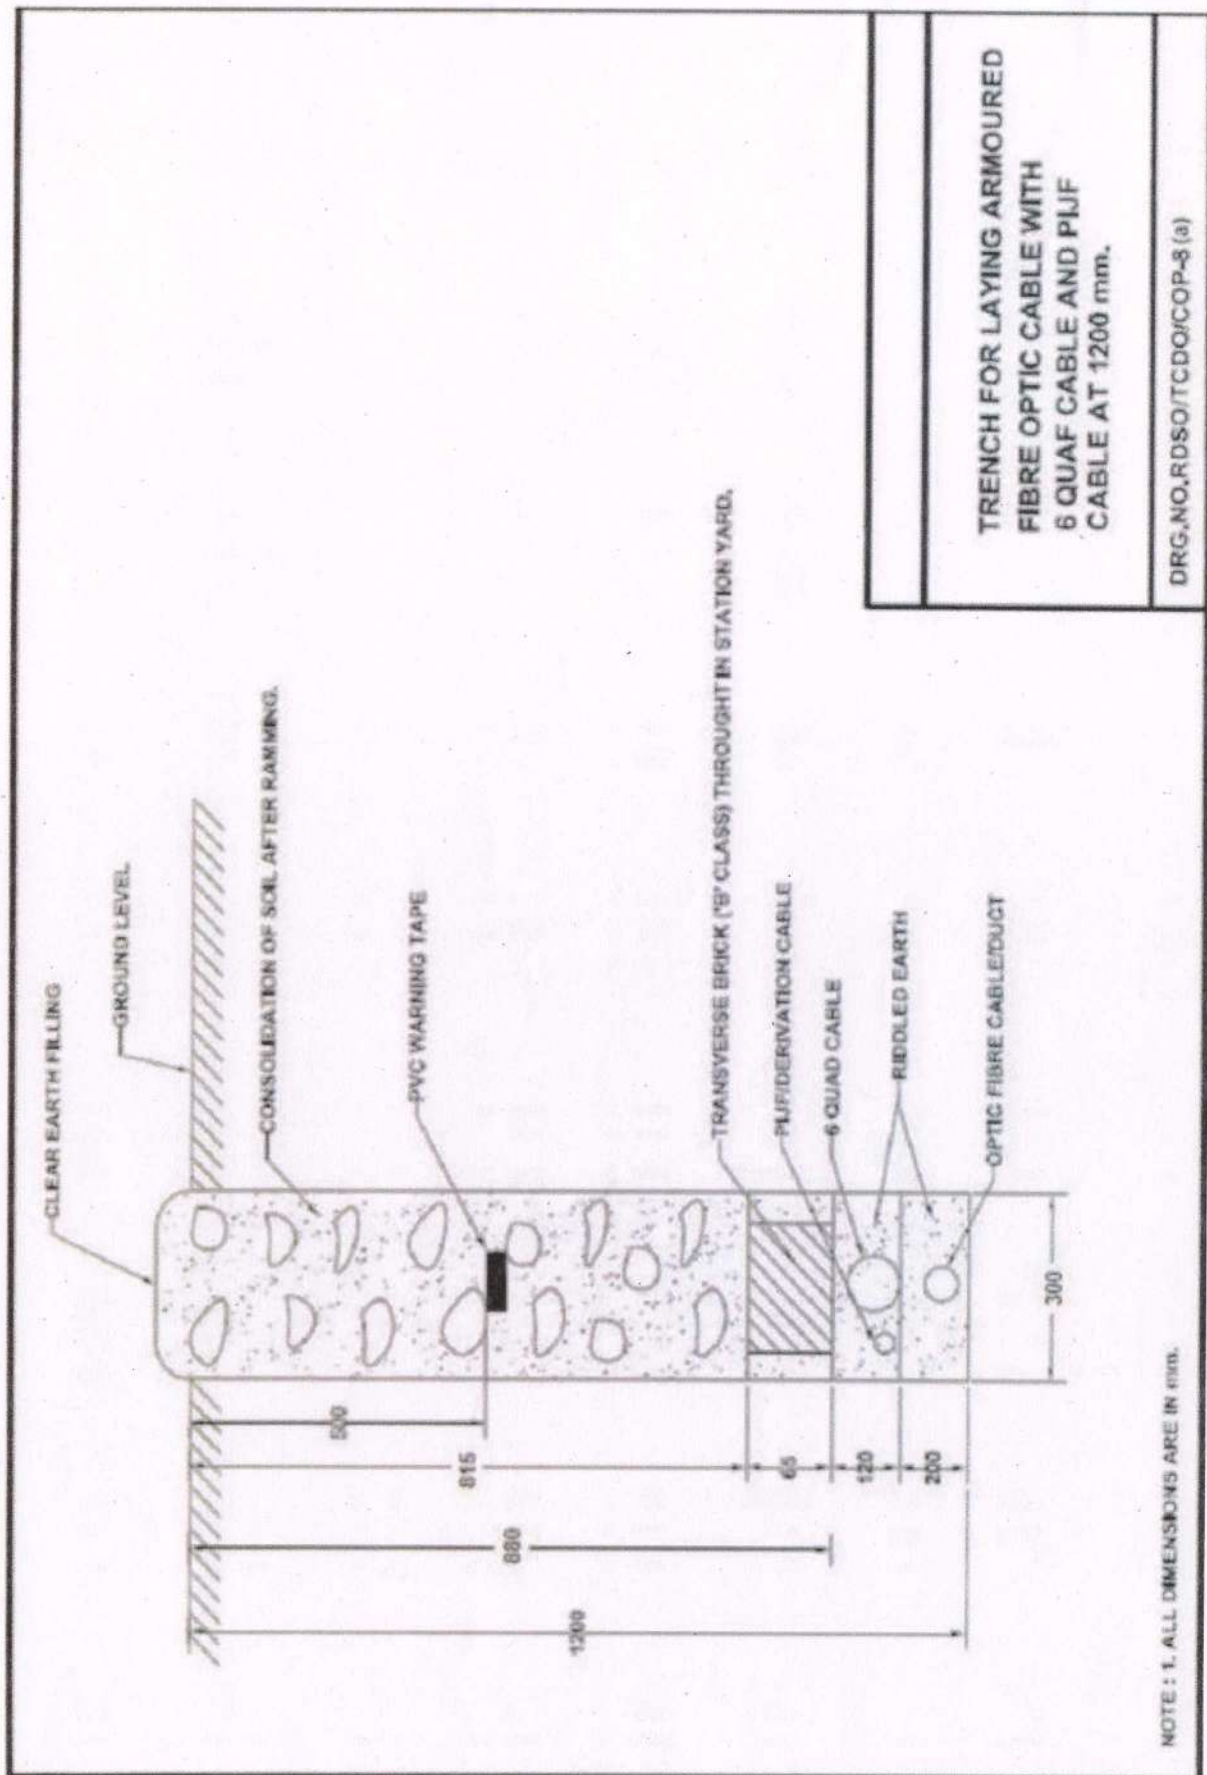 CLEAR EARTH FILLING
GROUND LEVEL.
CONSOLIDATION OF SOIL AFTER RAMMING.
PVC WARNING TAPE
TRANSVERSE BRICK ('B' CLASS) THROUGHT IN STATION YARD.
PIJF/DERIVATION CABLE
6 QUAD CABLE
RIDDLED EARTH
OPTIC FIBRE CABLE/DUCT
500
815
880
1200
65
120
200
300
NOTE : 1. ALL DIMENSIONS ARE IN mm.
TRENCH FOR LAYING ARMOURED
FIBRE OPTIC CABLE WITH
6 QUAF CABLE AND PIJF
CABLE AT 1200 mm.
DRG.NO.RDSO/TCDO/COP-8 (a)